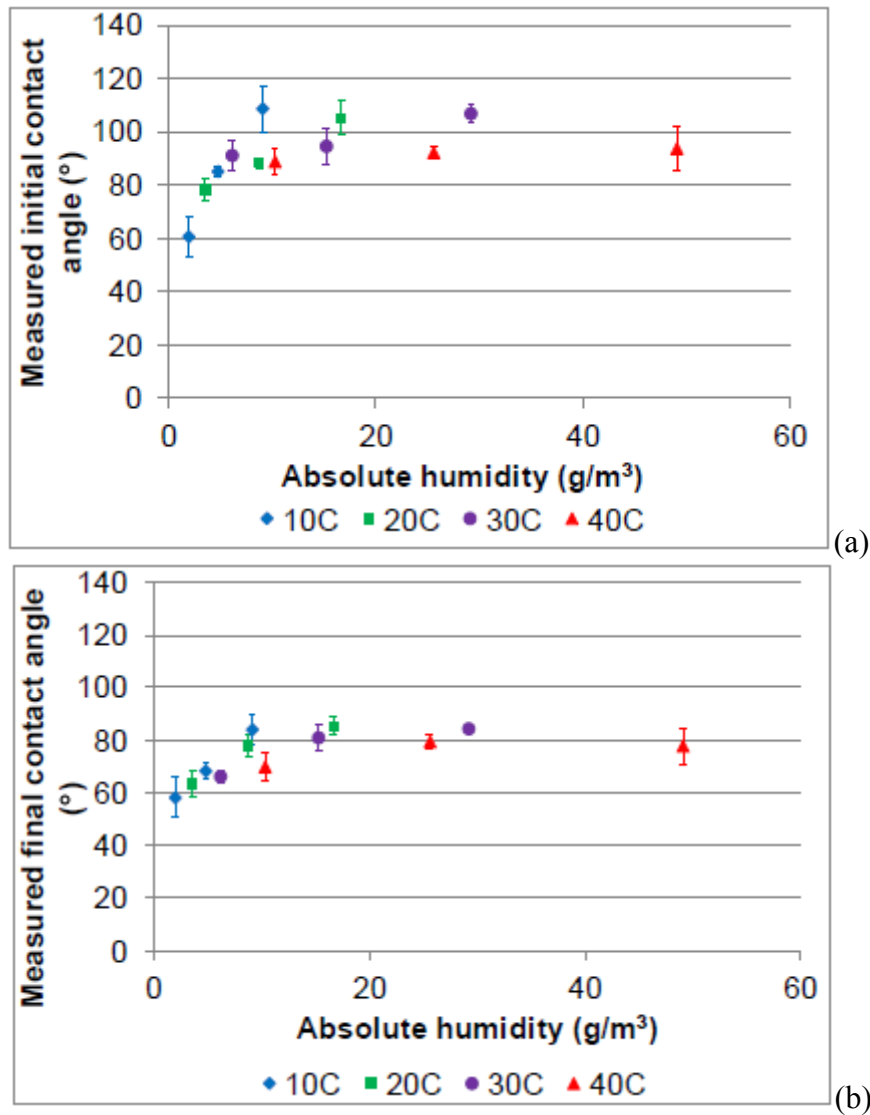 140
120
100
80
60
40
20
0
Measured initial contact
angle (°)
0 20 40 60
Absolute humidity (g/m³)
10C 20C 30C 40C
(a)
140
120
100
80
60
40
20
0
Measured final contact angle
(°)
0 20 40 60
Absolute humidity (g/m³)
10C 20C 30C 40C
(b)